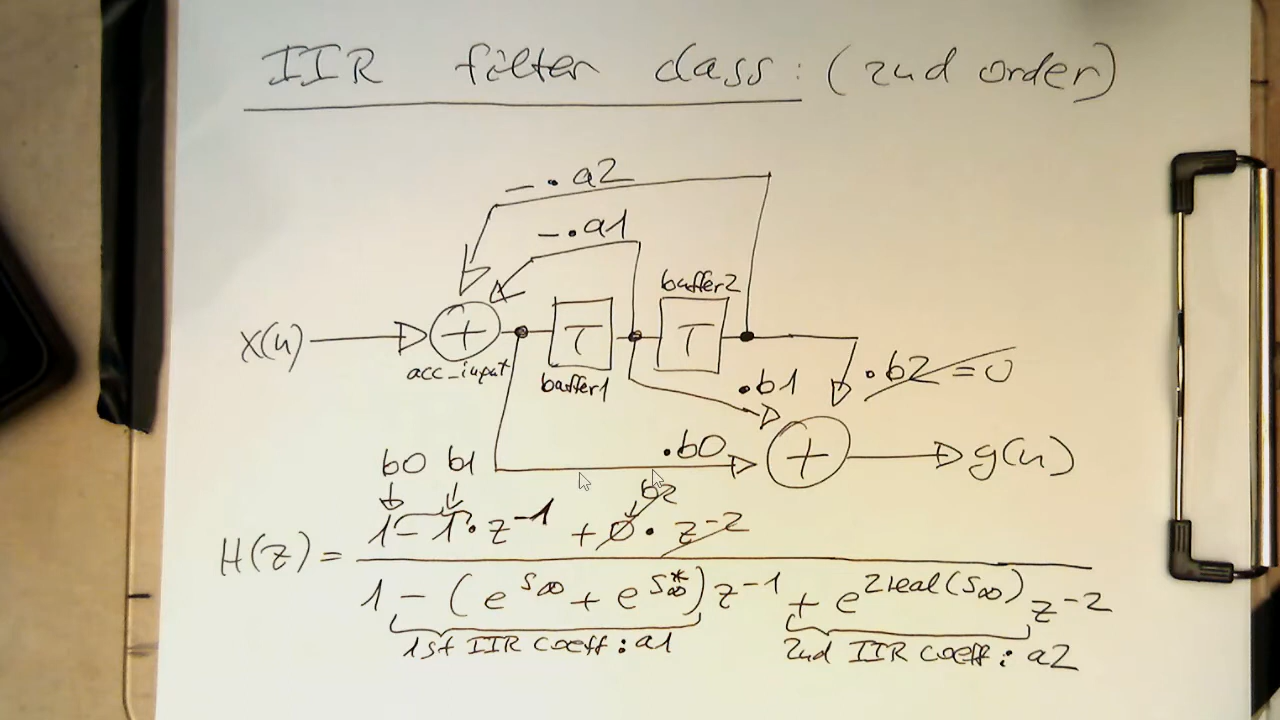 IIR filter class: (2nd order)
- · a2
- · a1
buffer2
x(n)
+
T
T
acc_input
buffer1
· b2 = 0
· b1
· b0
+
y(n)
b0 b1
b2
H(z) = 1 - 1 · z^-1 + 0 · z^-2
1 - (e^s∞ + e^s∞*) z^-1 + e^2real(s∞) z^-2
1st IIR coeff: a1
2nd IIR coeff: a2